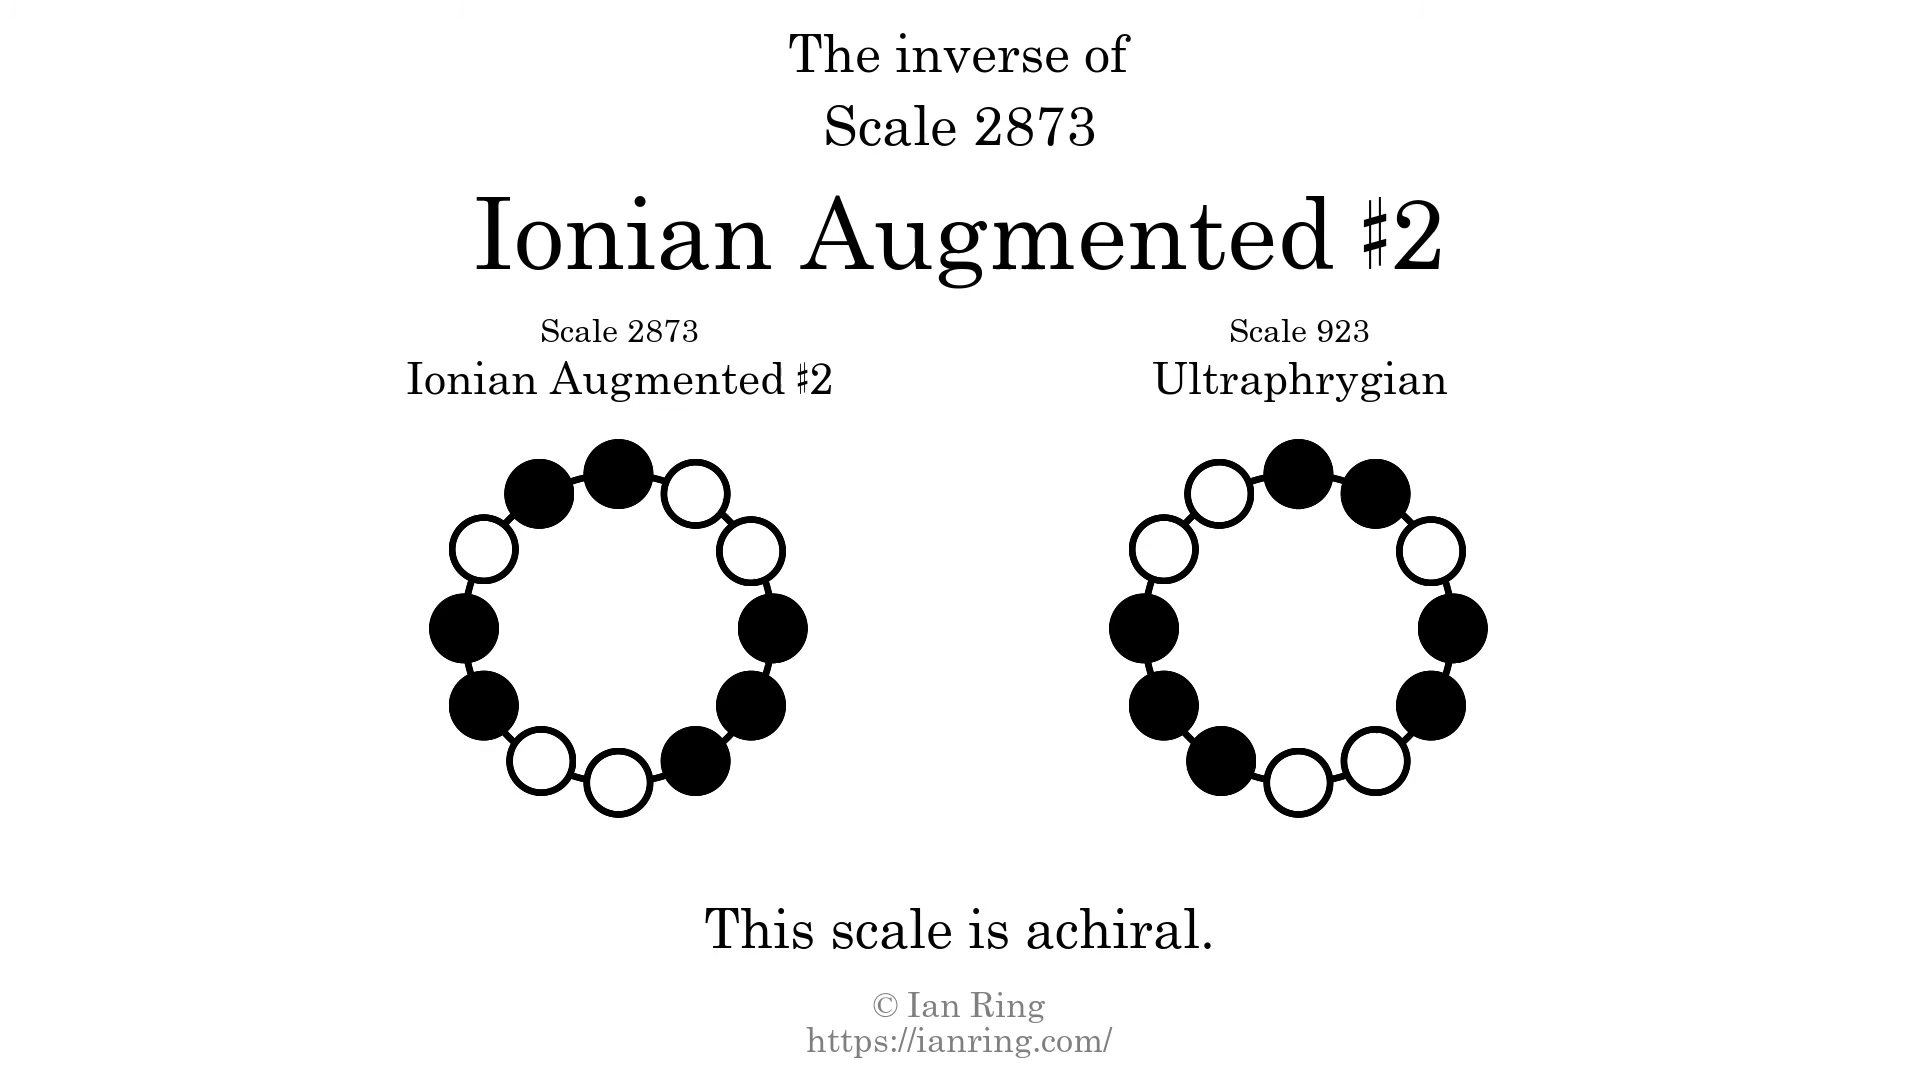 The inverse of
Scale 2873
Ionian Augmented ♯2
Scale 2873
Ionian Augmented ♯2
Scale 923
Ultraphrygian
This scale is achiral.
© Ian Ring
https://ianring.com/